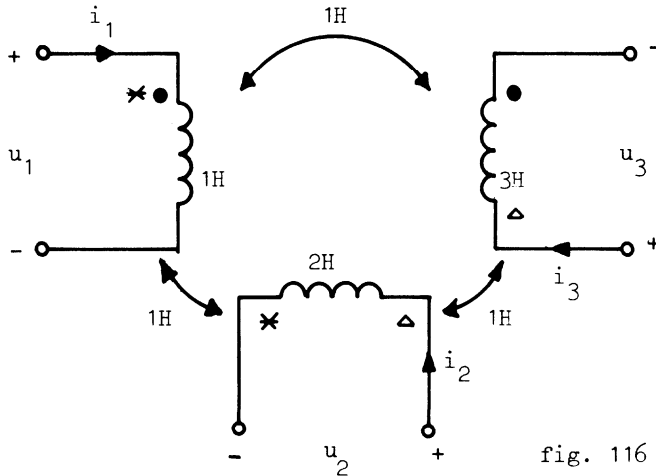 i₁
1H
+
-
u₁
1H
3H
u₃
-
+
i₃
2H
1H
1H
i₂
-
u₂
+
fig. 116